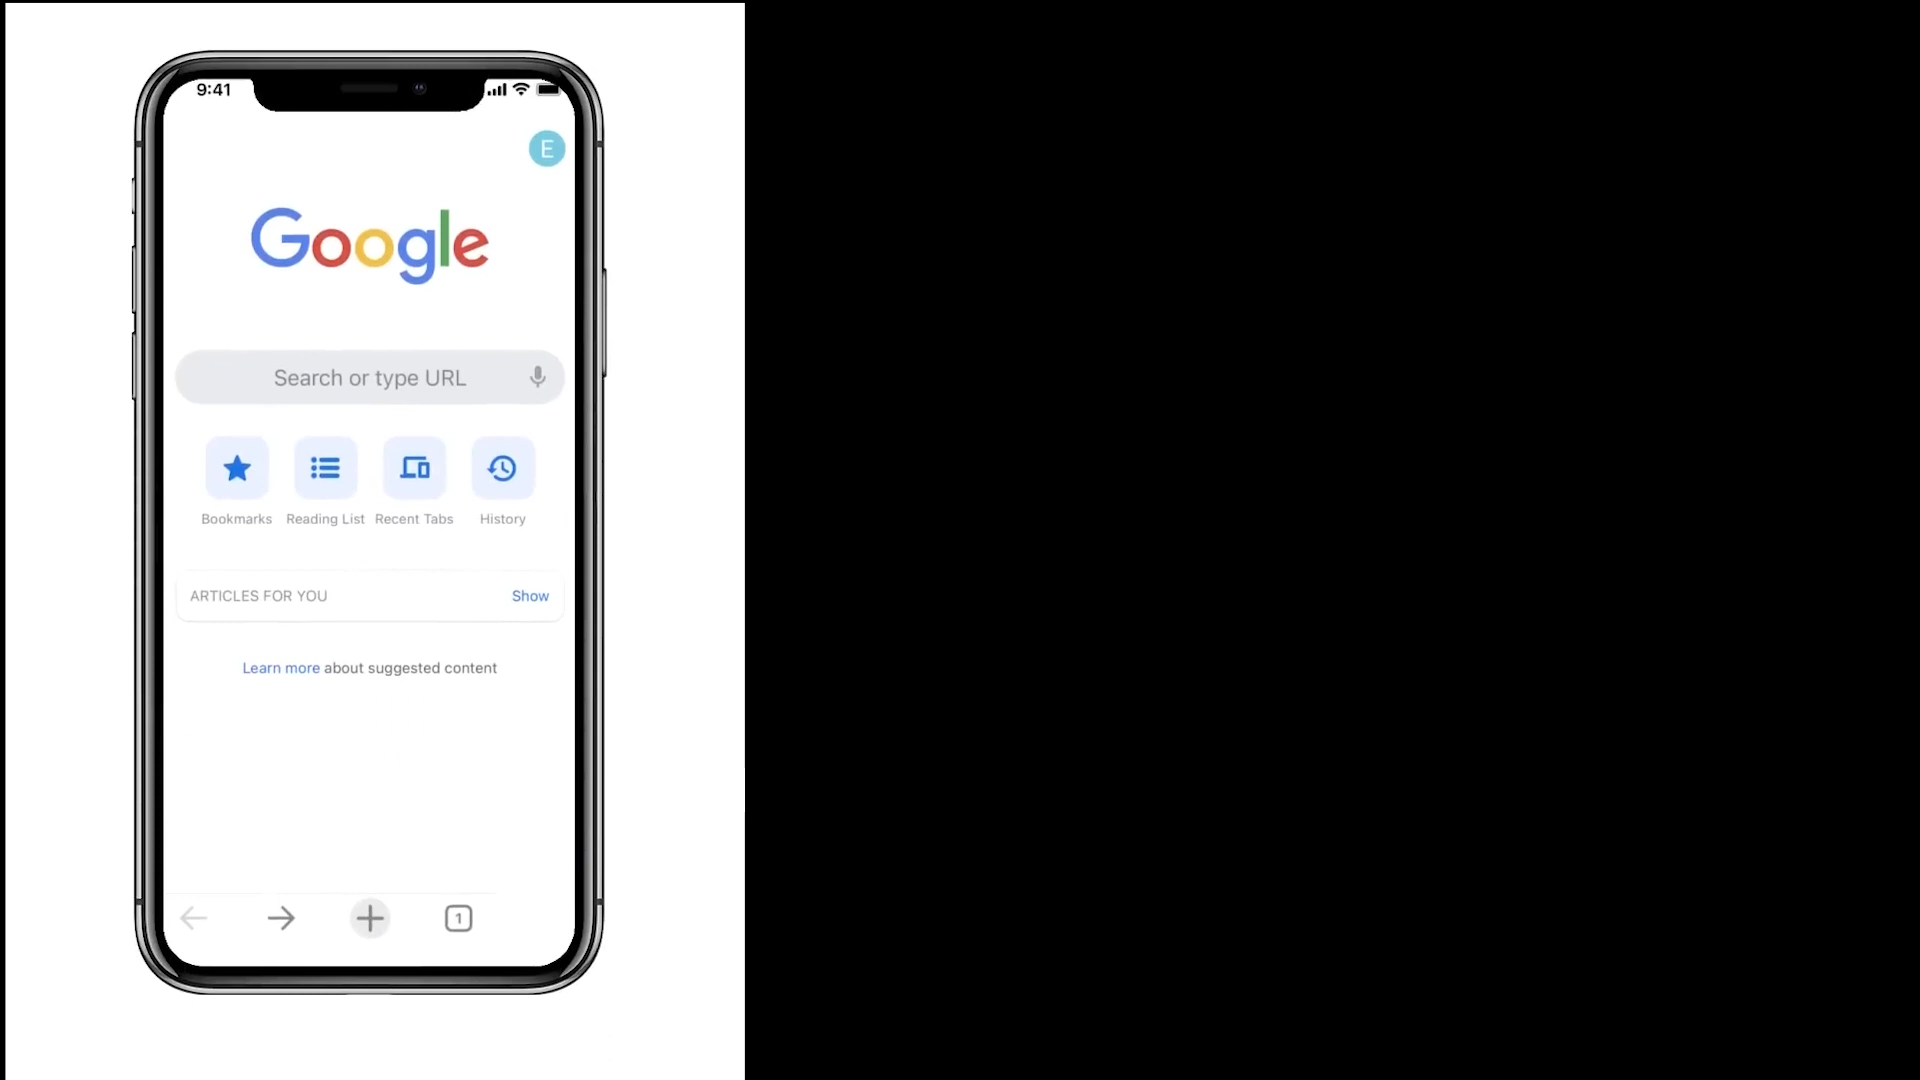 9:41
E
Google
Search or type URL
Bookmarks Reading List Recent Tabs History
ARTICLES FOR YOU Show
Learn more about suggested content
1